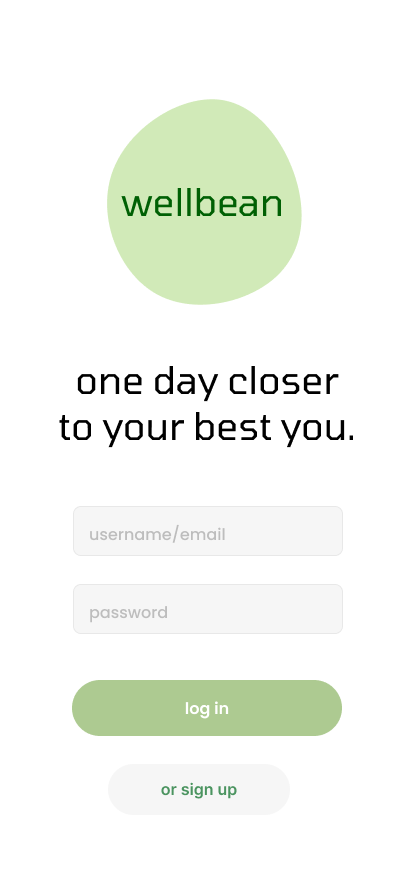 wellbean
one day closer
to your best you.
username/email
password
log in
or sign up